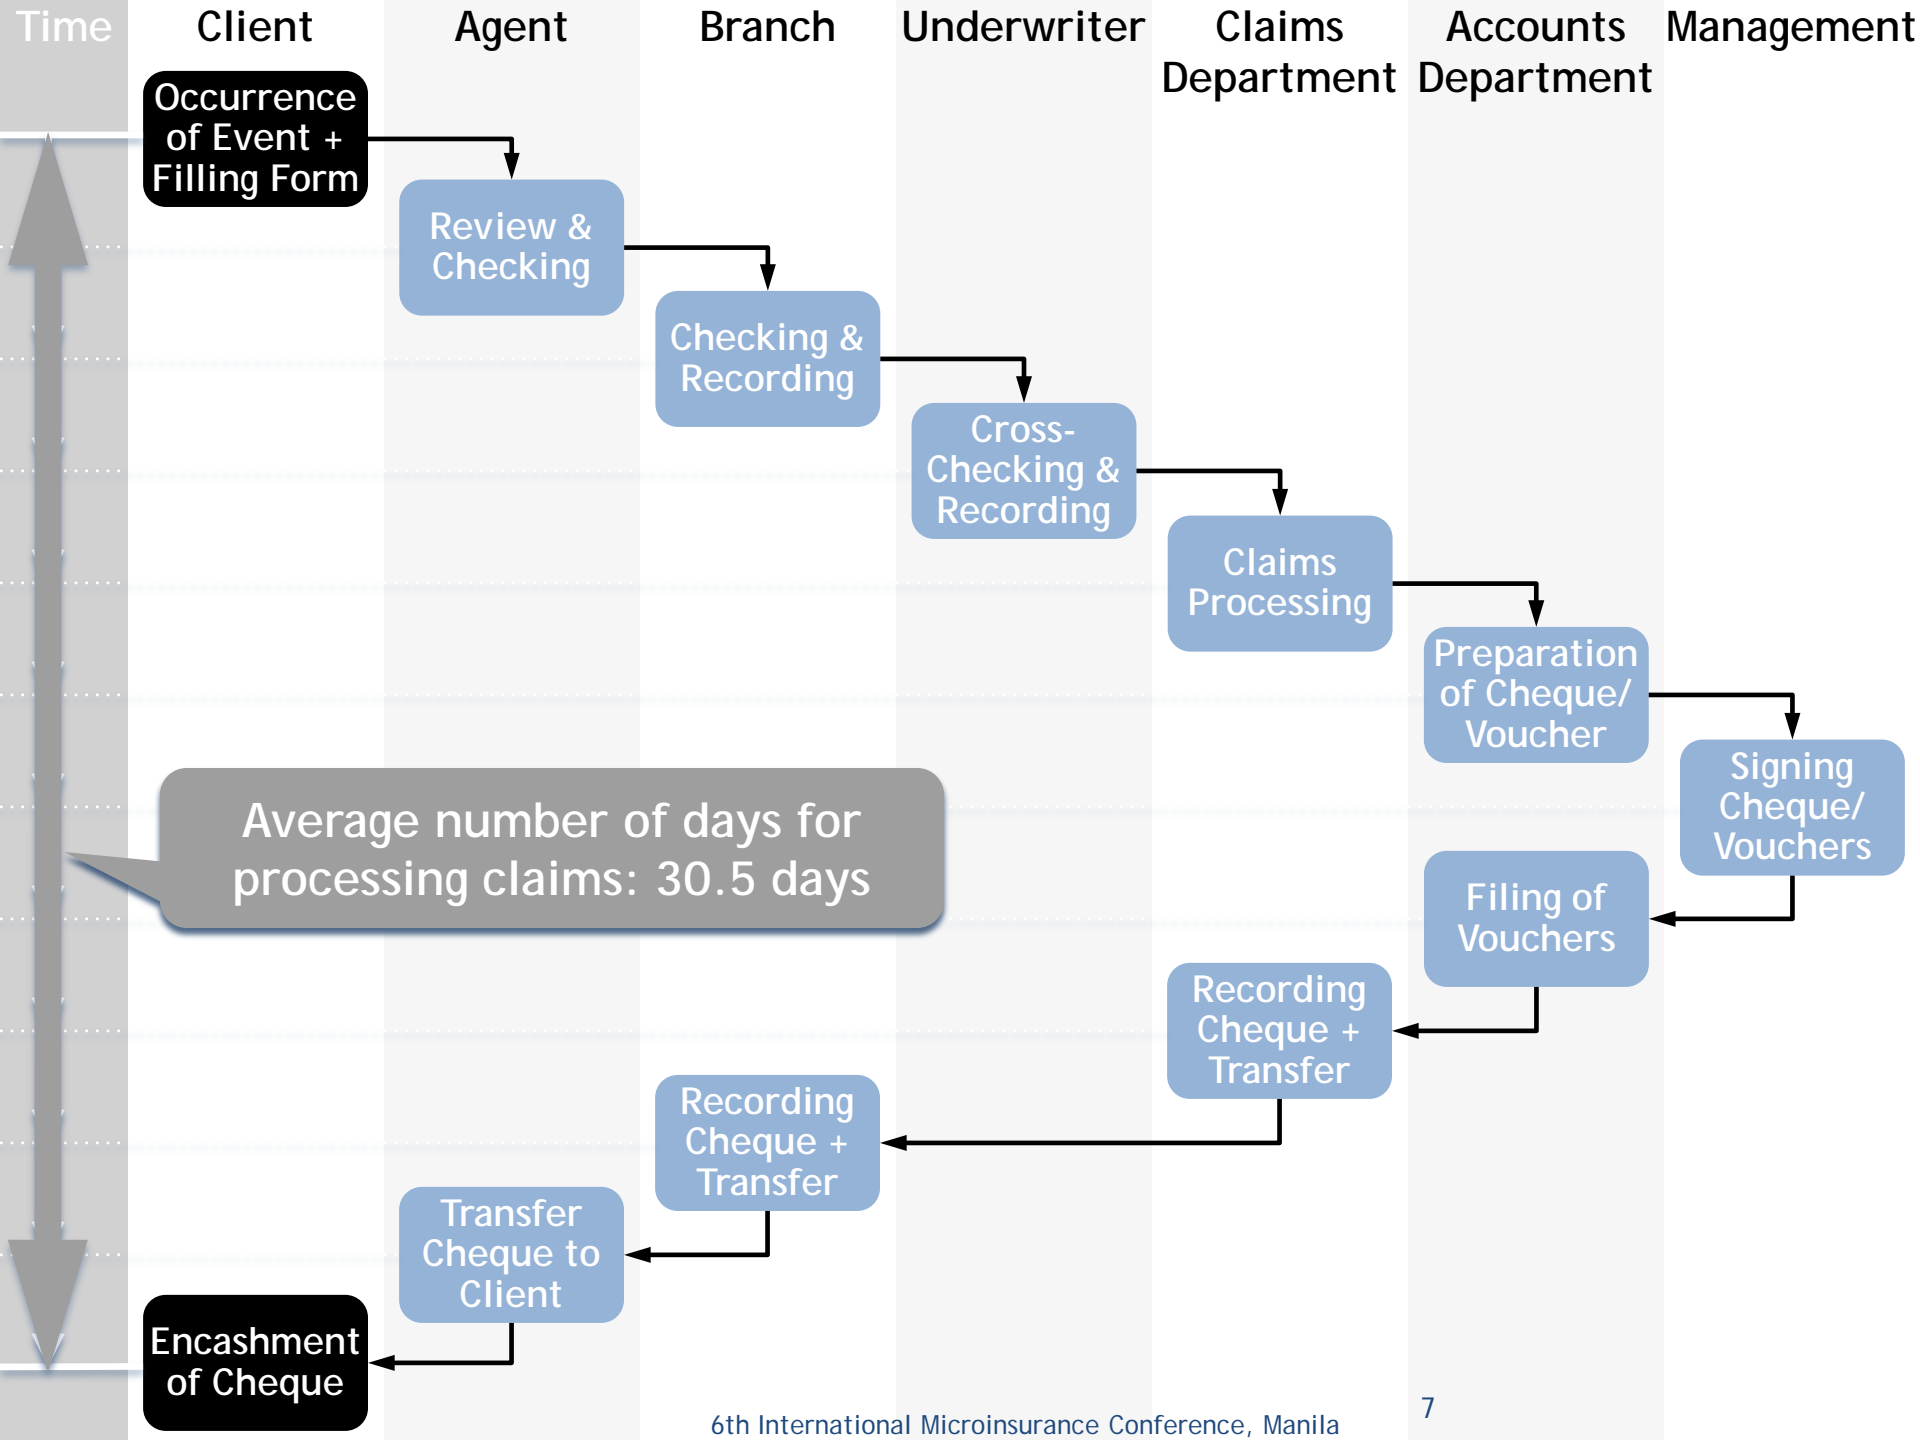 Time
Client
Agent
Branch
Underwriter
Claims
Department
Accounts
Department
Management
Occurrence
of Event +
Filling Form
Review &
Checking
Checking &
Recording
Cross-
Checking &
Recording
Claims
Processing
Preparation
of Cheque/
Voucher
Signing
Cheque/
Vouchers
Average number of days for
processing claims: 30.5 days
Filing of
Vouchers
Recording
Cheque +
Transfer
Recording
Cheque +
Transfer
Transfer
Cheque to
Client
Encashment
of Cheque
6th International Microinsurance Conference, Manila
7